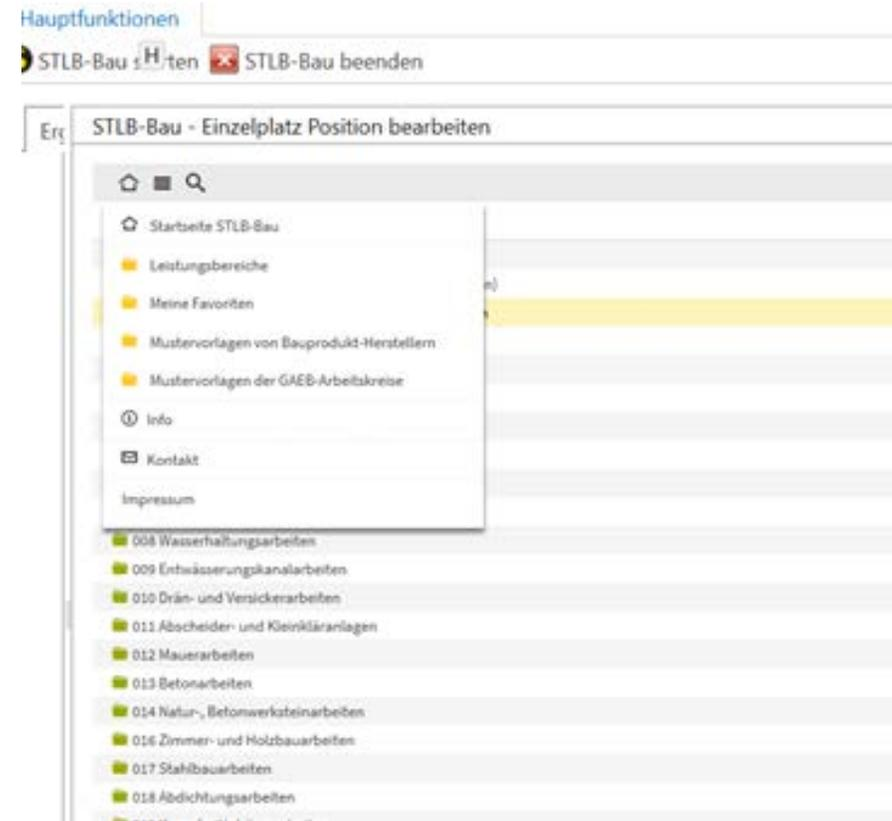 Hauptfunktionen
STLB-Bau s H ten STLB-Bau beenden
STLB-Bau - Einzelplatz Position bearbeiten
Startseite STLB-Bau
Leistungsbereiche
Meine Favoriten
Mustervorlagen von Bauprodukt-Herstellern
Mustervorlagen der GAEB-Arbeitskreise
Info
Kontakt
Impressum
008 Wasserhaltungsarbeiten
009 Entwässerungskanalarbeiten
010 Drän- und Versickerarbeiten
011 Abscheider- und Kleinkläranlagen
012 Mauerarbeiten
013 Betonarbeiten
014 Natur-, Betonwerksteinarbeiten
016 Zimmer- und Holzbauarbeiten
017 Stahlbauarbeiten
018 Abdichtungsarbeiten